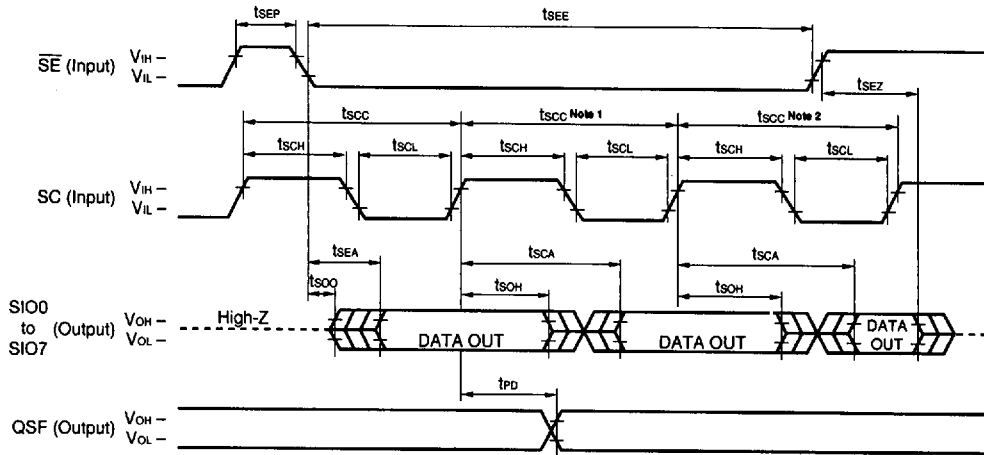 tSEP
tSEE
SE (Input)
VIH
VIL
tSEZ
tSCC
tSCC Note 1
tSCC Note 2
tSCH
tSCL
tSCH
tSCL
tSCH
tSCL
SC (Input)
VIH
VIL
tSEA
tSCA
tSCA
tSOO
tSOH
tSOH
SIO0
to (Output)
SIO7
VOH
VOL
High-Z
DATA OUT
DATA OUT
DATA
OUT
tPD
QSF (Output)
VOH
VOL